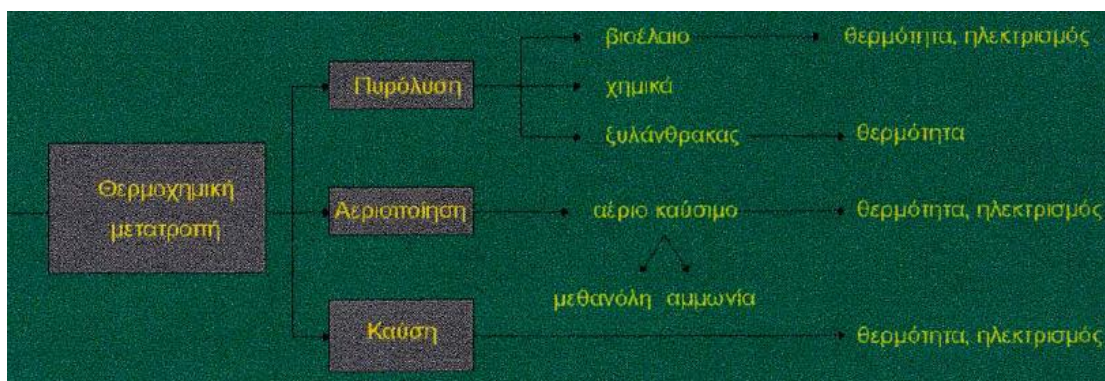 βιοέλαιο θερμότητα, ηλεκτρισμός
Πυρόλυση χημικά
ξυλάνθρακας θερμότητα
Θερμοχημική
μετατροπή
Αεριοποίηση αέριο καύσιμο θερμότητα, ηλεκτρισμός
μεθανόλη αμμωνία
Καύση θερμότητα, ηλεκτρισμός